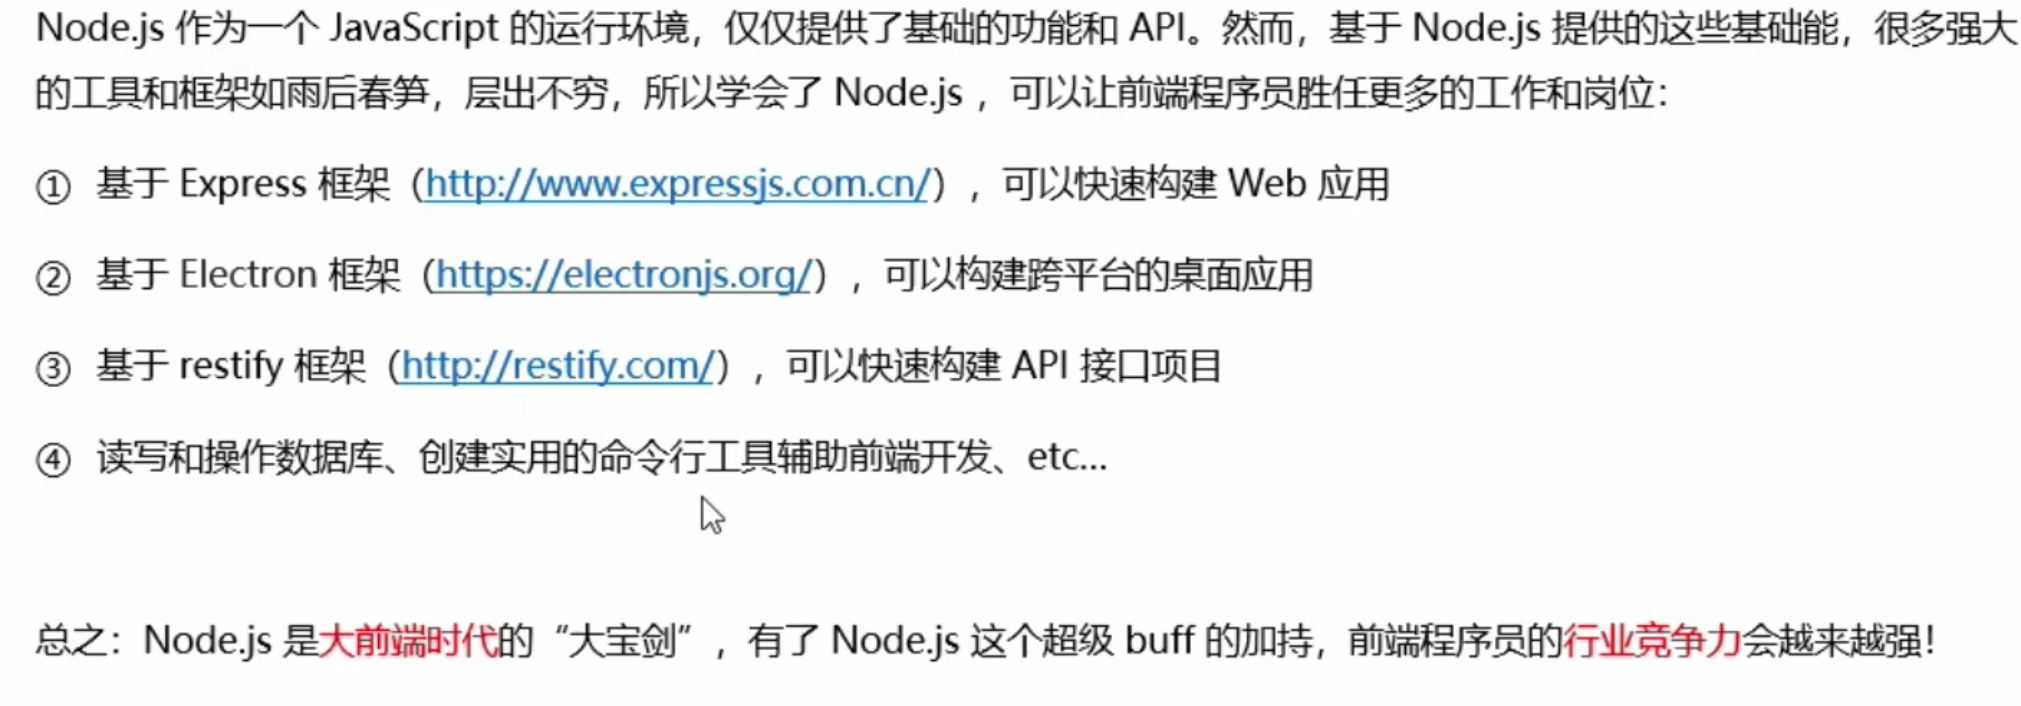 Node.js 作为一个 JavaScript 的运行环境，仅仅提供了基础的功能和 API。然而，基于 Node.js 提供的这些基础能，很多强大
的工具和框架如雨后春笋，层出不穷，所以学会了 Node.js ，可以让前端程序员胜任更多的工作和岗位：
① 基于 Express 框架（http://www.expressjs.com.cn/），可以快速构建 Web 应用
② 基于 Electron 框架（https://electronjs.org/），可以构建跨平台的桌面应用
③ 基于 restify 框架（http://restify.com/），可以快速构建 API 接口项目
④ 读写和操作数据库、创建实用的命令行工具辅助前端开发、etc...
总之：Node.js 是大前端时代的“大宝剑”，有了 Node.js 这个超级 buff 的加持，前端程序员的行业竞争力会越来越强！